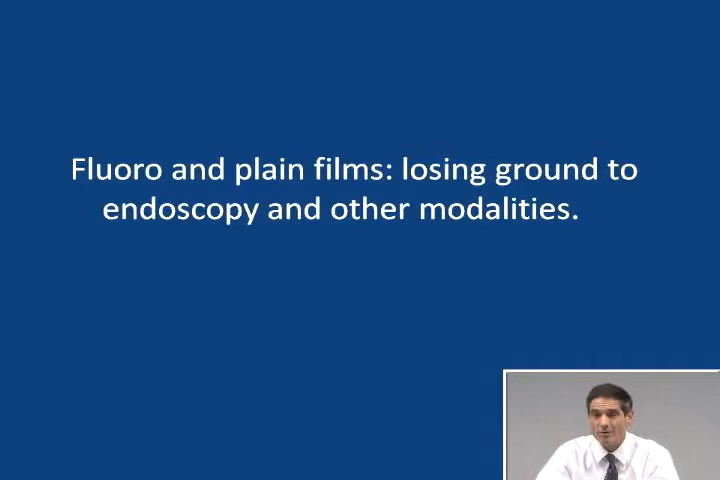 Fluoro and plain films: losing ground to
endoscopy and other modalities.